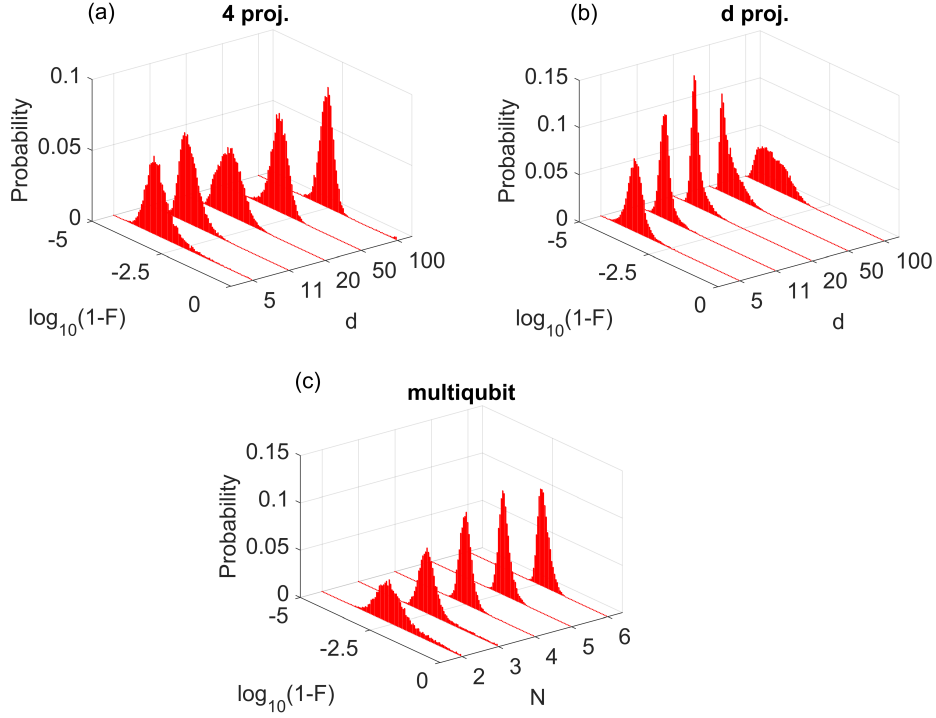 (a)
4 proj.
0.1
0.05
0
Probability
-5
-2.5
0
log10(1-F)
5
11
20
50
100
d
(b)
d proj.
0.15
0.1
0.05
0
Probability
-5
-2.5
0
log10(1-F)
5
11
20
50
100
d
(c)
multiqubit
0.15
0.1
0.05
0
Probability
-5
-2.5
0
log10(1-F)
2
3
4
5
6
N